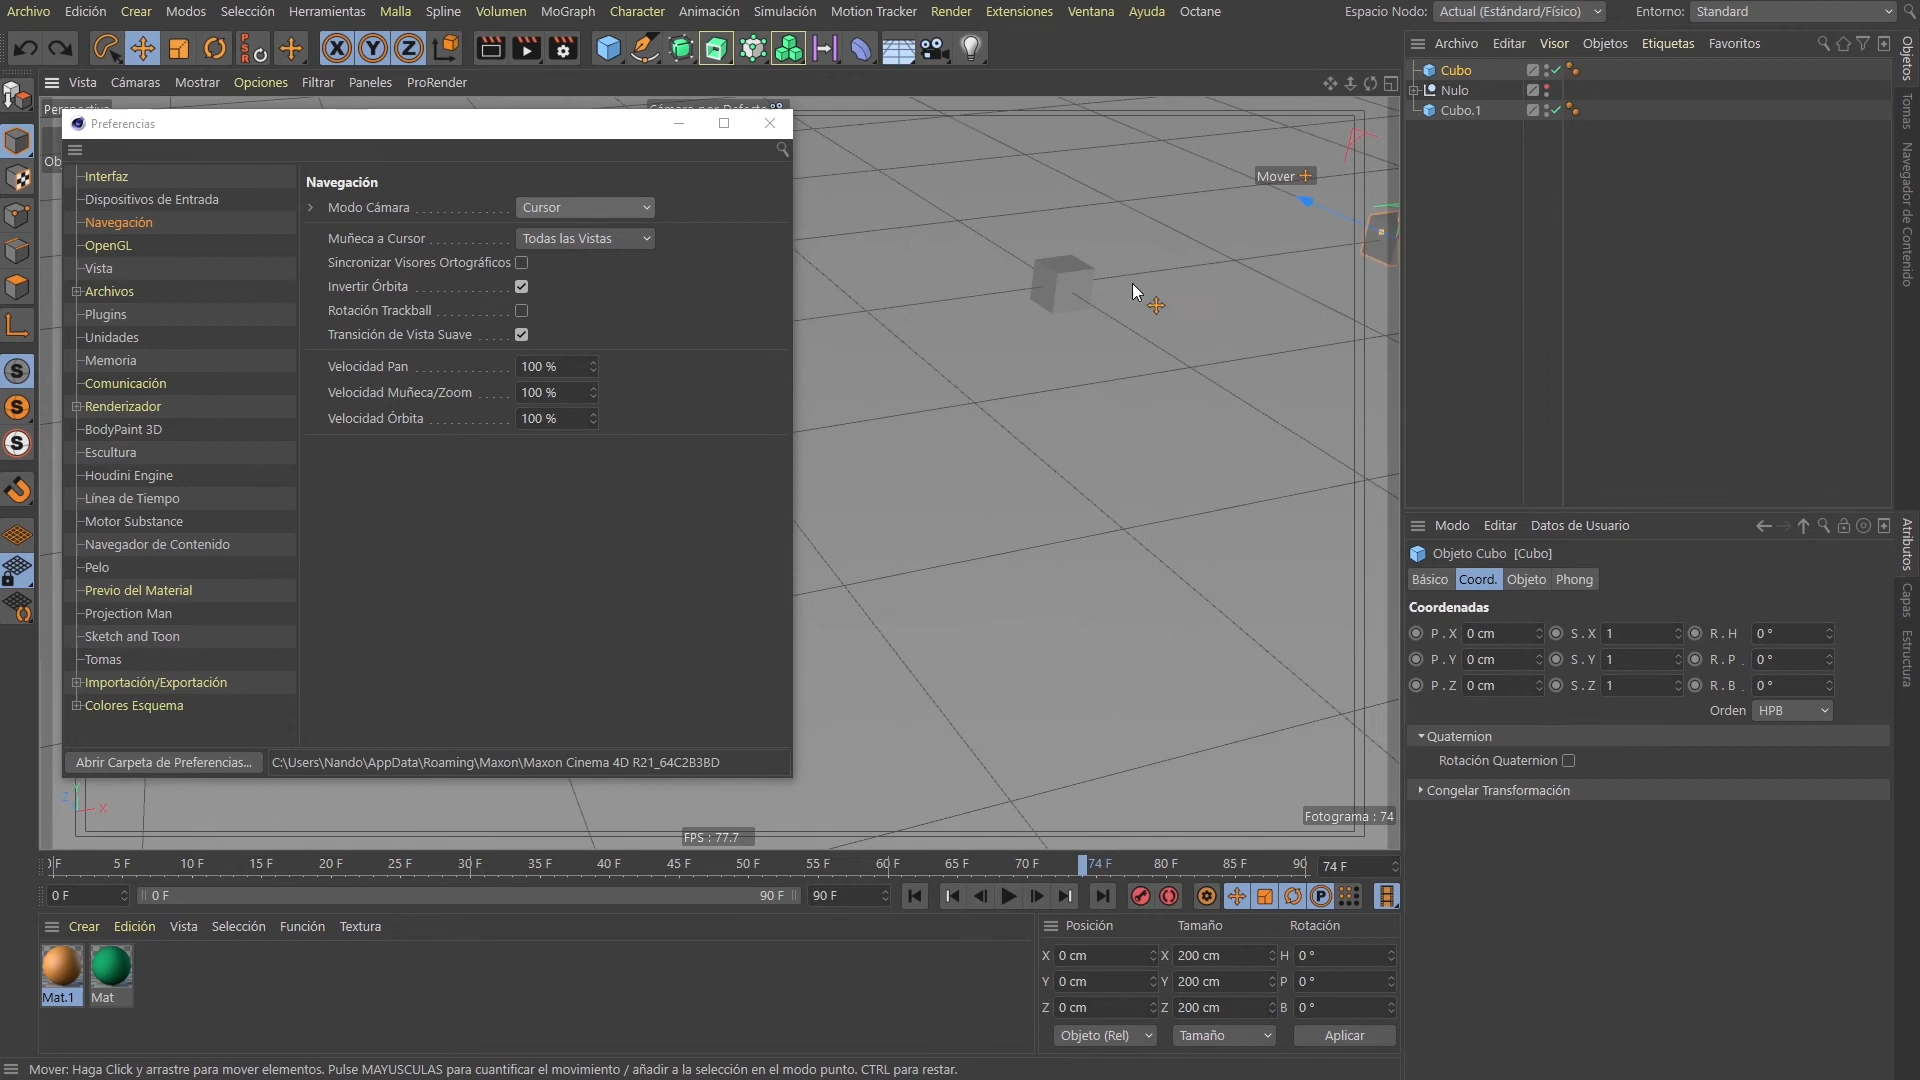 Archivo Edición Crear Modos Selección Herramientas Malla Spline Volumen MoGraph Character Animación Simulación Motion Tracker Render Extensiones Ventana Ayuda Octane Espacio Nodo: Actual (Estándar/Físico) Entorno: Standard
Archivo Editar Visor Objetos Etiquetas Favoritos
Vista Cámaras Mostrar Opciones Filtrar Paneles ProRender
Cubo
Nulo
Cubo.1
Objetos
Tomas
Navegador de Contenido
Preferencias
Mover
Interfaz
Dispositivos de Entrada
Navegación
OpenGL
Vista
Archivos
Plugins
Unidades
Memoria
Comunicación
Renderizador
BodyPaint 3D
Escultura
Houdini Engine
Línea de Tiempo
Motor Substance
Navegador de Contenido
Pelo
Previo del Material
Projection Man
Sketch and Toon
Tomas
Importación/Exportación
Colores Esquema
Navegación
Modo Cámara Cursor
Muñeca a Cursor Todas las Vistas
Sincronizar Visores Ortográficos
Invertir Órbita
Rotación Trackball
Transición de Vista Suave
Velocidad Pan 100 %
Velocidad Muñeca/Zoom 100 %
Velocidad Órbita 100 %
Abrir Carpeta de Preferencias... C:\Users\Nando\AppData\Roaming\Maxon\Maxon Cinema 4D R21_64C2B3BD
Z Y X
Fotograma : 74
FPS : 77.7
Modo Editar Datos de Usuario
Objeto Cubo [Cubo]
Básico Coord. Objeto Phong
Coordenadas
P . X 0 cm S . X 1 R . H 0 °
P . Y 0 cm S . Y 1 R . P 0 °
P . Z 0 cm S . Z 1 R . B 0 °
Orden HPB
Quaternion
Rotación Quaternion
Congelar Transformación
Atributos
Capas
Estructura
5 F 10 F 15 F 20 F 25 F 30 F 35 F 40 F 45 F 50 F 55 F 60 F 65 F 70 F 74 F 80 F 85 F 90 74 F
0 F 0 F 90 F 90 F
Crear Edición Vista Selección Función Textura
Mat.1 Mat
Posición Tamaño Rotación
X 0 cm X 200 cm H 0 °
Y 0 cm Y 200 cm P 0 °
Z 0 cm Z 200 cm B 0 °
Objeto (Rel) Tamaño Aplicar
Mover: Haga Click y arrastre para mover elementos. Pulse MAYUSCULAS para cuantificar el movimiento / añadir a la selección en el modo punto. CTRL para restar.